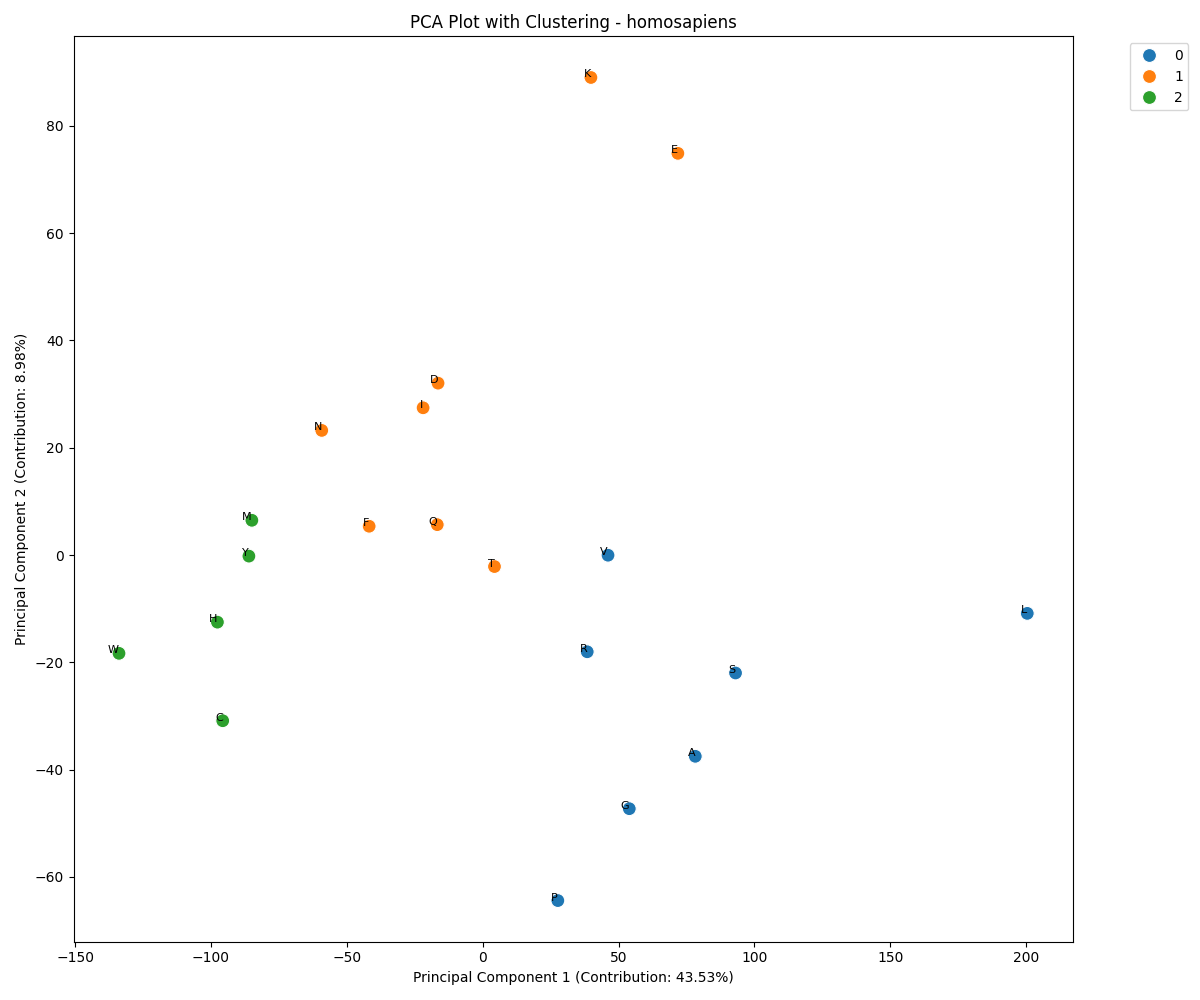 PCA Plot with Clustering - homosapiens
0
1
2
K
E
D
I
N
M
F
Q
Y
T
V
H
L
W
R
S
C
A
G
P
80
60
40
20
0
−20
−40
−60
Principal Component 2 (Contribution: 8.98%)
−150
−100
−50
0
50
100
150
200
Principal Component 1 (Contribution: 43.53%)